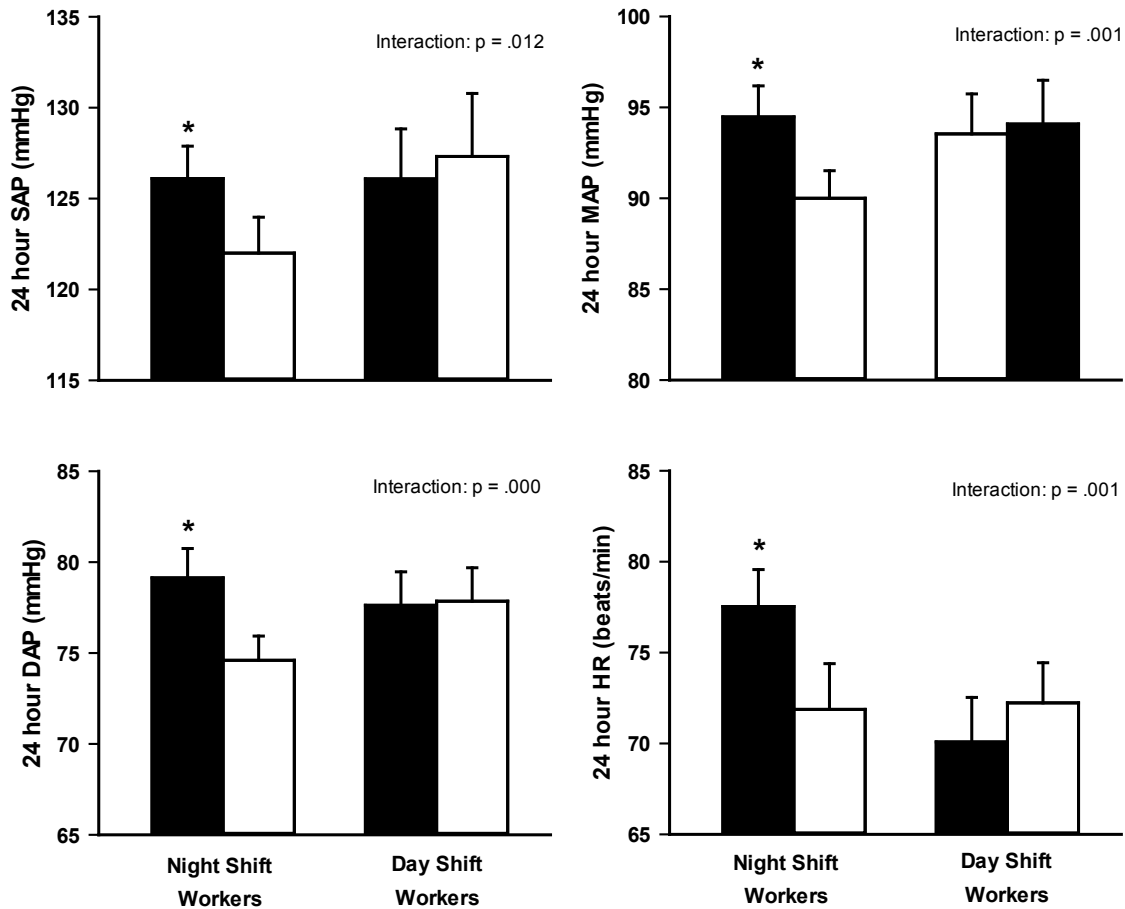 24 hour SAP (mmHg)
135
130
125
120
115
Interaction: p = .012
*
24 hour MAP (mmHg)
100
95
90
85
80
Interaction: p = .001
*
24 hour DAP (mmHg)
85
80
75
70
65
Interaction: p = .000
*
Night Shift
Workers
Day Shift
Workers
24 hour HR (beats/min)
85
80
75
70
65
Interaction: p = .001
*
Night Shift
Workers
Day Shift
Workers